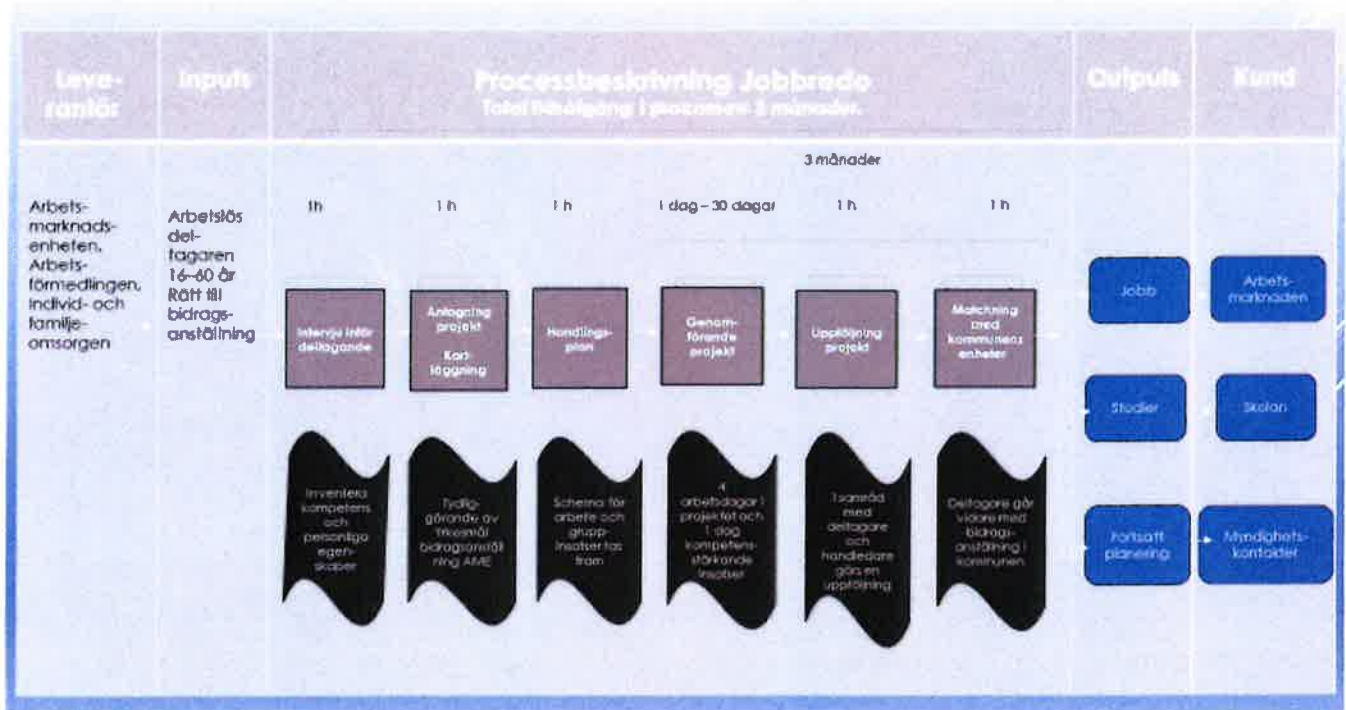 Leve-
rantör
Inputs
Processbeskrivning Jobbredo
Total tidsåtgång i processen 3 månader.
Outputs
Kund
3 månader
Arbets-
marknads-
enheten,
Arbets-
förmedlingen,
Individ- och
familje-
omsorgen
Arbetslös
del-
tagaren
16-60 år
Rätt till
bidrags-
anställning
1h
1 h
1 h
1 dag – 30 dagar
1 h
1 h
Intervju inför
deltagande
Antagning
projekt
Kart-
läggning
Handlings-
plan
Genom-
förande
projekt
Uppföljning
projekt
Matchning
med
kommunens
enheter
Jobb
Arbets-
marknaden
Studier
Skolan
Fortsatt
planering
Myndighets-
kontakter
Inventera
kompetens
och
personliga
egen-
skaper
Tydlig-
görande av
yrkesmål
bidragsanställ
ning AME
Schema för
arbete och
grupp-
insatser tas
fram
4
arbetsdagar i
projektet och
1 dag
kompetens-
stärkande
insatser
I samråd
med
deltagare
och
handledare
görs en
uppföljning
Deltagare går
vidare med
bidrags-
anställning i
kommunen